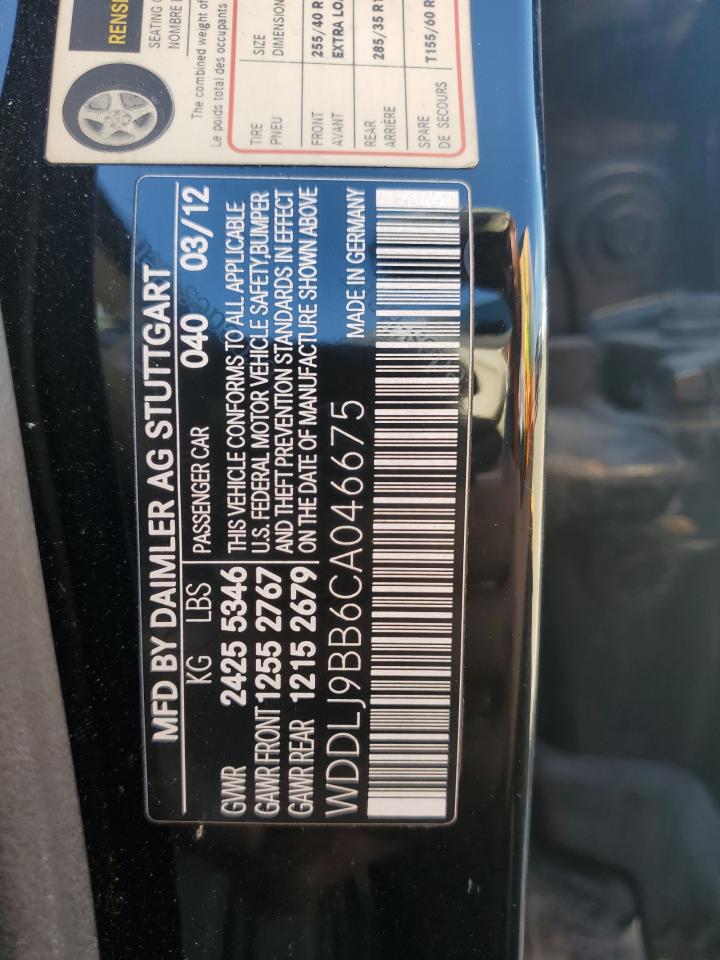 RENSE
SEATING
NOMBRE
The combined weight of
Le poids total des occupants
TIRE SIZE
PNEU DIMENSION
FRONT 255/40 R
AVANT EXTRA LO
REAR 285/35 R1
ARRIÈRE
SPARE T155/60 R
DE SECOURS
MFD BY DAIMLER AG STUTTGART
KG LBS PASSENGER CAR 040 03/12
GVWR 2425 5346 THIS VEHICLE CONFORMS TO ALL APPLICABLE
GAWR FRONT 1255 2767 U.S. FEDERAL MOTOR VEHICLE SAFETY,BUMPER
GAWR REAR 1215 2679 AND THEFT PREVENTION STANDARDS IN EFFECT
ON THE DATE OF MANUFACTURE SHOWN ABOVE
WDDLJ9BB6CA046675 MADE IN GERMANY